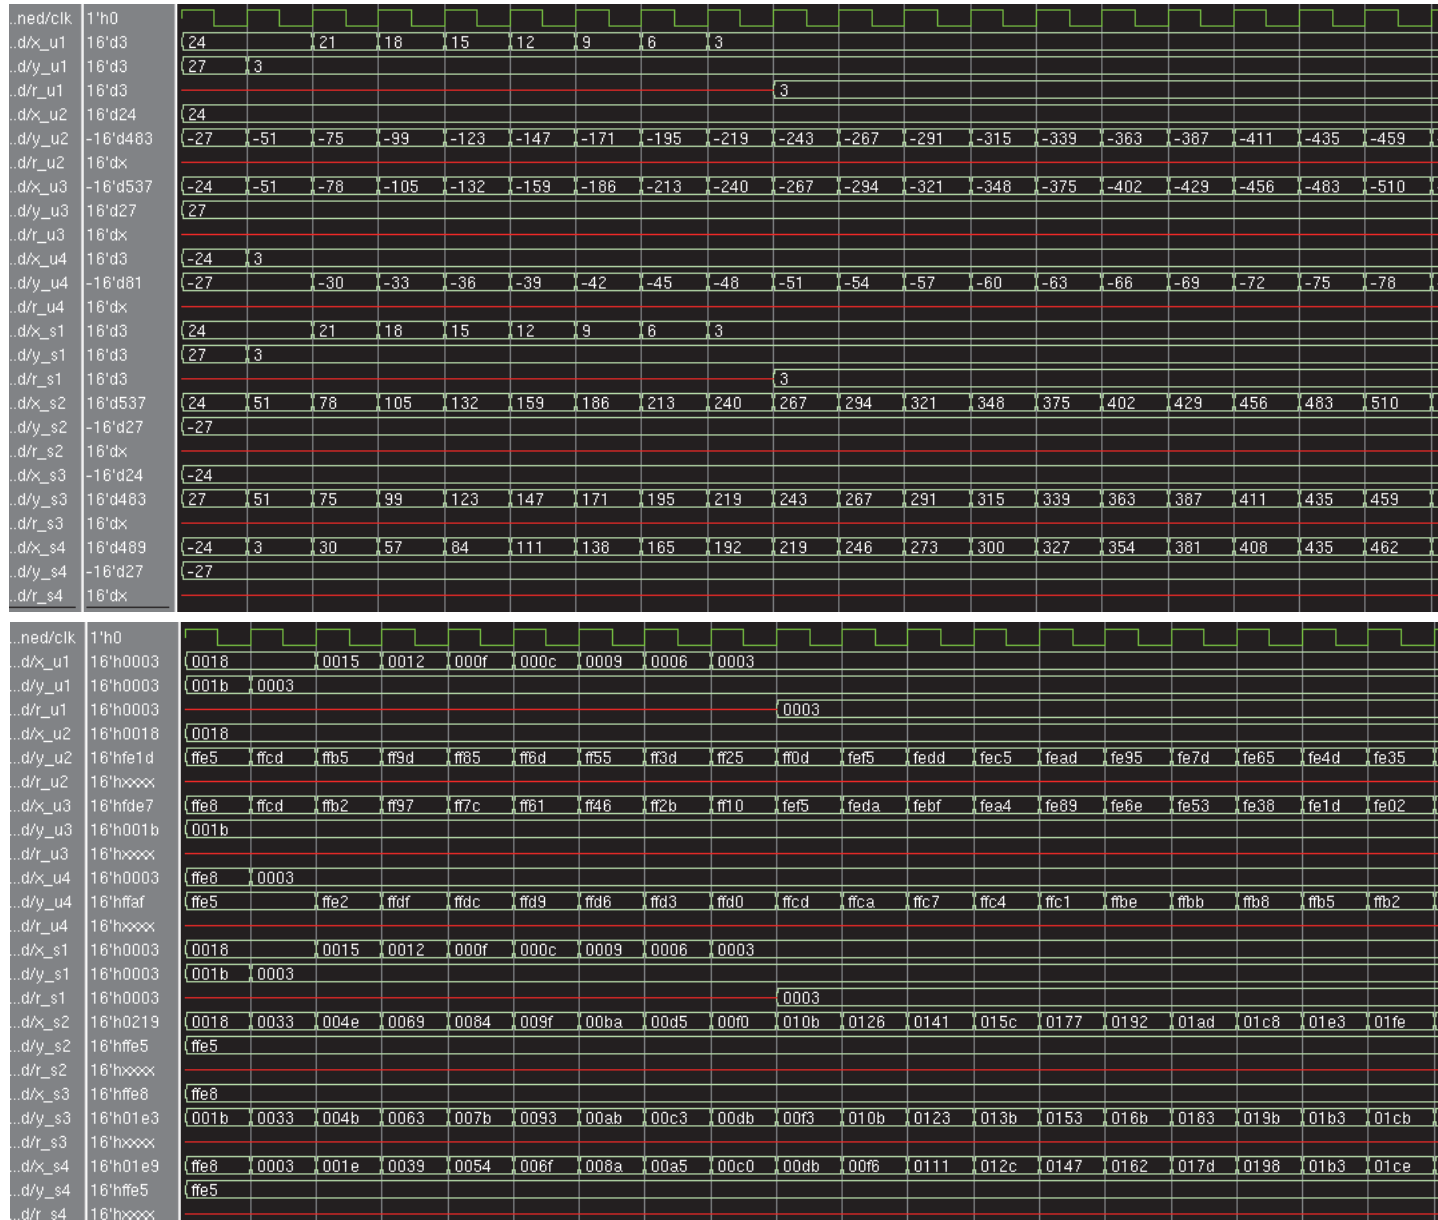 ...ned/clk 1'h0
...d/x_u1 16'd3 24 21 18 15 12 9 6 3
...d/y_u1 16'd3 27 3
...d/r_u1 16'd3 3
...d/x_u2 16'd24 24
...d/y_u2 -16'd483 -27 -51 -75 -99 -123 -147 -171 -195 -219 -243 -267 -291 -315 -339 -363 -387 -411 -435 -459
...d/r_u2 16'dx
...d/x_u3 -16'd537 -24 -51 -78 -105 -132 -159 -186 -213 -240 -267 -294 -321 -348 -375 -402 -429 -456 -483 -510
...d/y_u3 16'd27 27
...d/r_u3 16'dx
...d/x_u4 16'd3 -24 3
...d/y_u4 -16'd81 -27 -30 -33 -36 -39 -42 -45 -48 -51 -54 -57 -60 -63 -66 -69 -72 -75 -78
...d/r_u4 16'dx
...d/x_s1 16'd3 24 21 18 15 12 9 6 3
...d/y_s1 16'd3 27 3
...d/r_s1 16'd3 3
...d/x_s2 16'd537 24 51 78 105 132 159 186 213 240 267 294 321 348 375 402 429 456 483 510
...d/y_s2 -16'd27 -27
...d/r_s2 16'dx
...d/x_s3 -16'd24 -24
...d/y_s3 16'd483 27 51 75 99 123 147 171 195 219 243 267 291 315 339 363 387 411 435 459
...d/r_s3 16'dx
...d/x_s4 16'd489 -24 3 30 57 84 111 138 165 192 219 246 273 300 327 354 381 408 435 462
...d/y_s4 -16'd27 -27
...d/r_s4 16'dx
...ned/clk 1'h0
...d/x_u1 16'h0003 0018 0015 0012 000f 000c 0009 0006 0003
...d/y_u1 16'h0003 001b 0003
...d/r_u1 16'h0003 0003
...d/x_u2 16'h0018 0018
...d/y_u2 16'hfe1d ffe5 ffcd ffb5 ff9d ff85 ff6d ff55 ff3d ff25 ff0d fef5 fedd fec5 fead fe95 fe7d fe65 fe4d fe35
...d/r_u2 16'hxxxx
...d/x_u3 16'hfde7 ffe8 ffcd ffb2 ff97 ff7c ff61 ff46 ff2b ff10 fef5 feda febf fea4 fe89 fe6e fe53 fe38 fe1d fe02
...d/y_u3 16'h001b 001b
...d/r_u3 16'hxxxx
...d/x_u4 16'h0003 ffe8 0003
...d/y_u4 16'hffaf ffe5 ffe2 ffdf ffdc ffd9 ffd6 ffd3 ffd0 ffcd ffca ffc7 ffc4 ffc1 ffbe ffbb ffb8 ffb5 ffb2
...d/r_u4 16'hxxxx
...d/x_s1 16'h0003 0018 0015 0012 000f 000c 0009 0006 0003
...d/y_s1 16'h0003 001b 0003
...d/r_s1 16'h0003 0003
...d/x_s2 16'h0219 0018 0033 004e 0069 0084 009f 00ba 00d5 00f0 010b 0126 0141 015c 0177 0192 01ad 01c8 01e3 01fe
...d/y_s2 16'hffe5 ffe5
...d/r_s2 16'hxxxx
...d/x_s3 16'hffe8 ffe8
...d/y_s3 16'h01e3 001b 0033 004b 0063 007b 0093 00ab 00c3 00db 00f3 010b 0123 013b 0153 016b 0183 019b 01b3 01cb
...d/r_s3 16'hxxxx
...d/x_s4 16'h01e9 ffe8 0003 001e 0039 0054 006f 008a 00a5 00c0 00db 00f6 0111 012c 0147 0162 017d 0198 01b3 01ce
...d/y_s4 16'hffe5 ffe5
...d/r_s4 16'hxxxx